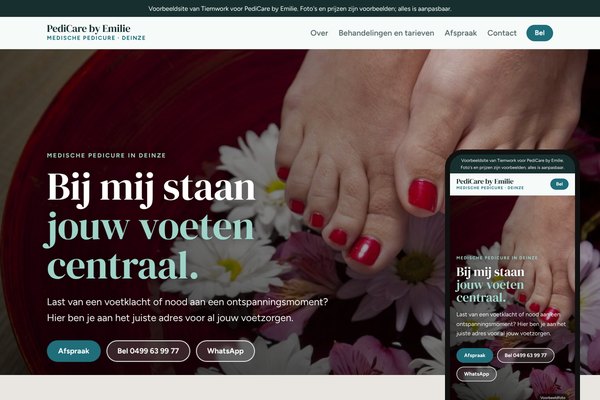 Voorbeeldsite van Tiemwork voor PediCare by Emilie. Foto's en prijzen zijn voorbeelden; alles is aanpasbaar.
PediCare by Emilie
MEDISCHE PEDICURE · DEINZE
Over
Behandelingen en tarieven
Afspraak
Contact
Bel
MEDISCHE PEDICURE IN DEINZE
Bij mij staan
jouw voeten
centraal.
Last van een voetklacht of nood aan een ontspanningsmoment?
Hier ben je aan het juiste adres voor al jouw voetzorgen.
Afspraak
Bel 0499 63 99 77
WhatsApp
Voorbeeldsite van Tiemwork voor PediCare by Emilie.
Foto's en prijzen zijn voorbeelden; alles is aanpasbaar.
PediCare by Emilie
MEDISCHE PEDICURE · DEINZE
Bel
MEDISCHE PEDICURE IN DEINZE
Bij mij staan
jouw voeten
centraal.
Last van een voetklacht of nood aan een
ontspanningsmoment? Hier ben je aan het
juiste adres voor al jouw voetzorgen.
Afspraak
Bel 0499 63 99 77
WhatsApp
Voorbeeldfoto